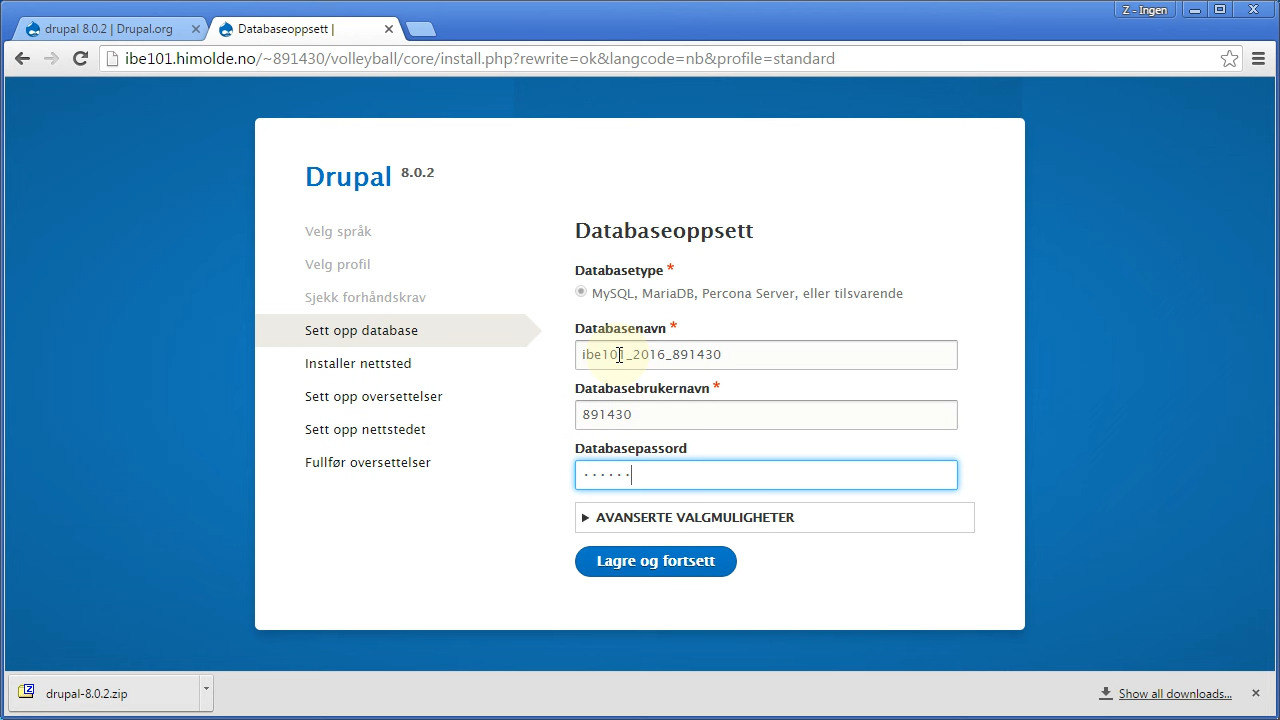 Z - Ingen
drupal 8.0.2 | Drupal.org
Databaseoppsett |
ibe101.himolde.no/~891430/volleyball/core/install.php?rewrite=ok&langcode=nb&profile=standard
Drupal 8.0.2
Velg språk
Velg profil
Sjekk forhåndskrav
Sett opp database
Installer nettsted
Sett opp oversettelser
Sett opp nettstedet
Fullfør oversettelser
Databaseoppsett
Databasetype *
MySQL, MariaDB, Percona Server, eller tilsvarende
Databasenavn *
ibe101_2016_891430
Databasebrukernavn *
891430
Databasepassord
······
AVANSERTE VALGMULIGHETER
Lagre og fortsett
drupal-8.0.2.zip
Show all downloads...